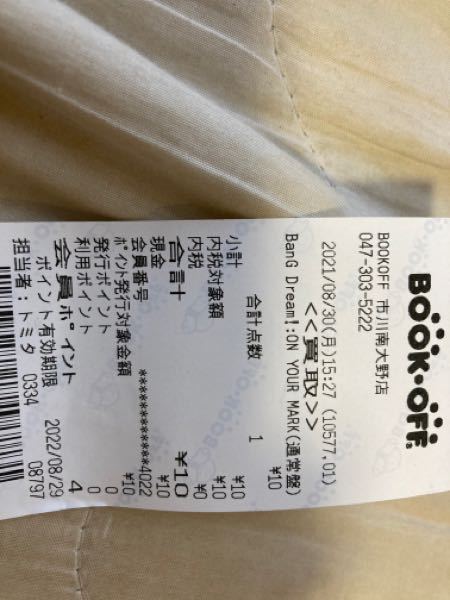 BOOK・OFF
BOOKOFF 市川南大野店
047-303-5222
2021/08/30(月)15:27 (10577.01)
<<買取>>
BanG Dream!:ON YOUR MARK(通常盤)
¥10
合計点数 1
小計 ¥10
内税対象額 ¥10
内税 ¥0
合計 ¥10
現金 ¥10
会員番号 ************4022
ポイント発行対象金額 ¥10
発行ポイント 0
利用ポイント 0
会員ポイント 4
ポイント有効期限 2022/08/29
担当者:トミタ 0334 98797